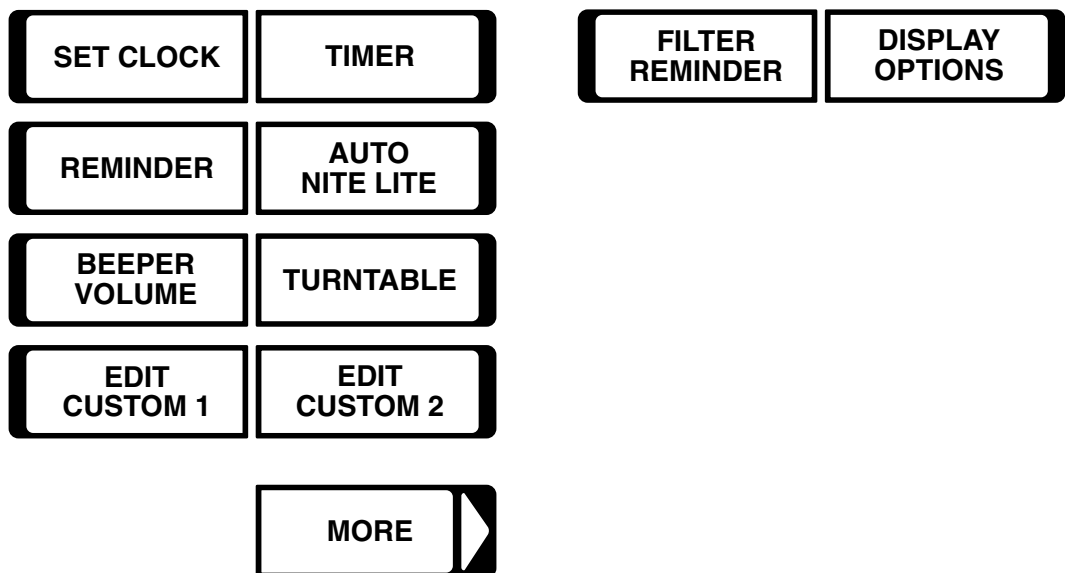 SET CLOCK
TIMER
REMINDER
AUTO
NITE LITE
BEEPER
VOLUME
TURNTABLE
EDIT
CUSTOM 1
EDIT
CUSTOM 2
MORE
FILTER
REMINDER
DISPLAY
OPTIONS